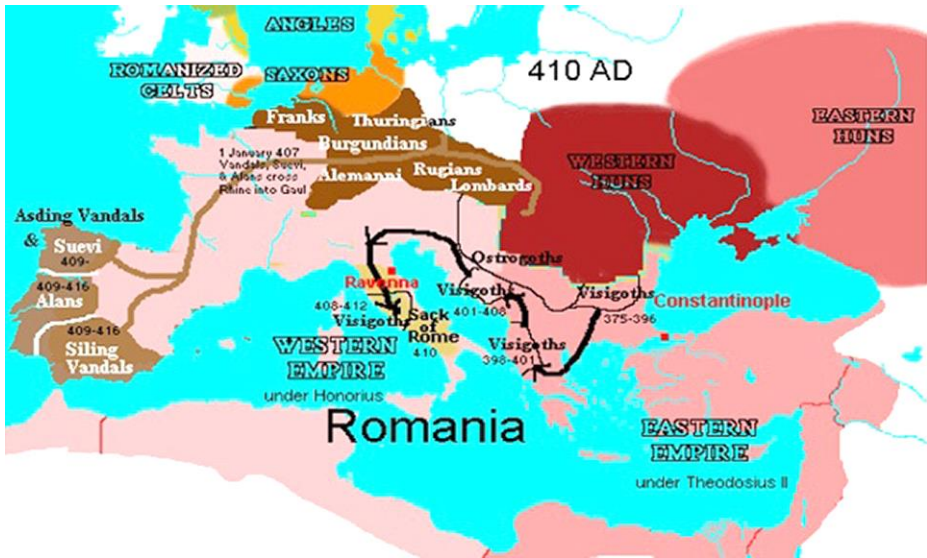 ANGLES
ROMANIZED
CELTS
SAXONS
410 AD
Franks
Thuringians
Burgundians
Alemanni
Rugians
Lombards
EASTERN
HUNS
WESTERN
HUNS
1 January 407
Vandals, Suevi,
& Alans cross
Rhine into Gaul
Asding Vandals
&
Suevi
409-
409-416
Alans
409-416
Siling
Vandals
Ostrogoths
Ravenna
408-412
Visigoths
Sack
of
Rome
410
Visigoths
401-408
Visigoths
398-401
Visigoths
375-396
Constantinople
WESTERN
EMPIRE
under Honorius
Romania
EASTERN
EMPIRE
under Theodosius II